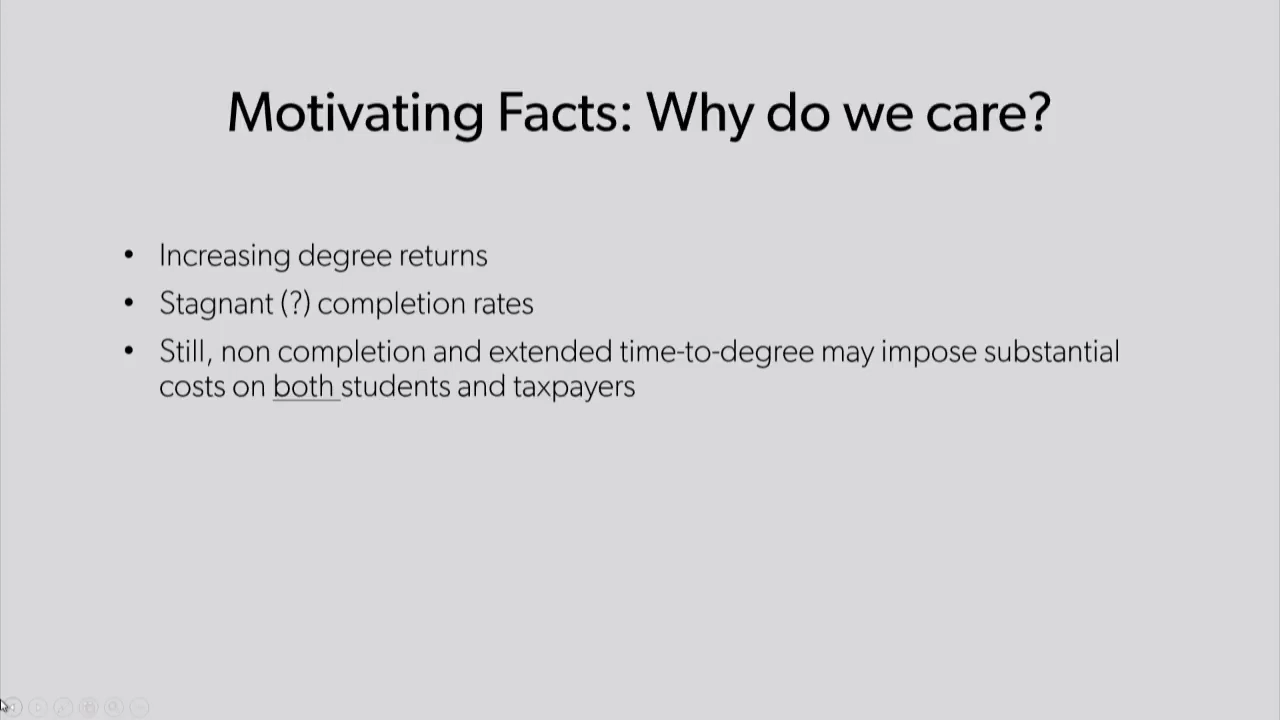 Motivating Facts: Why do we care?
• Increasing degree returns
• Stagnant (?) completion rates
• Still, non completion and extended time-to-degree may impose substantial
costs on both students and taxpayers